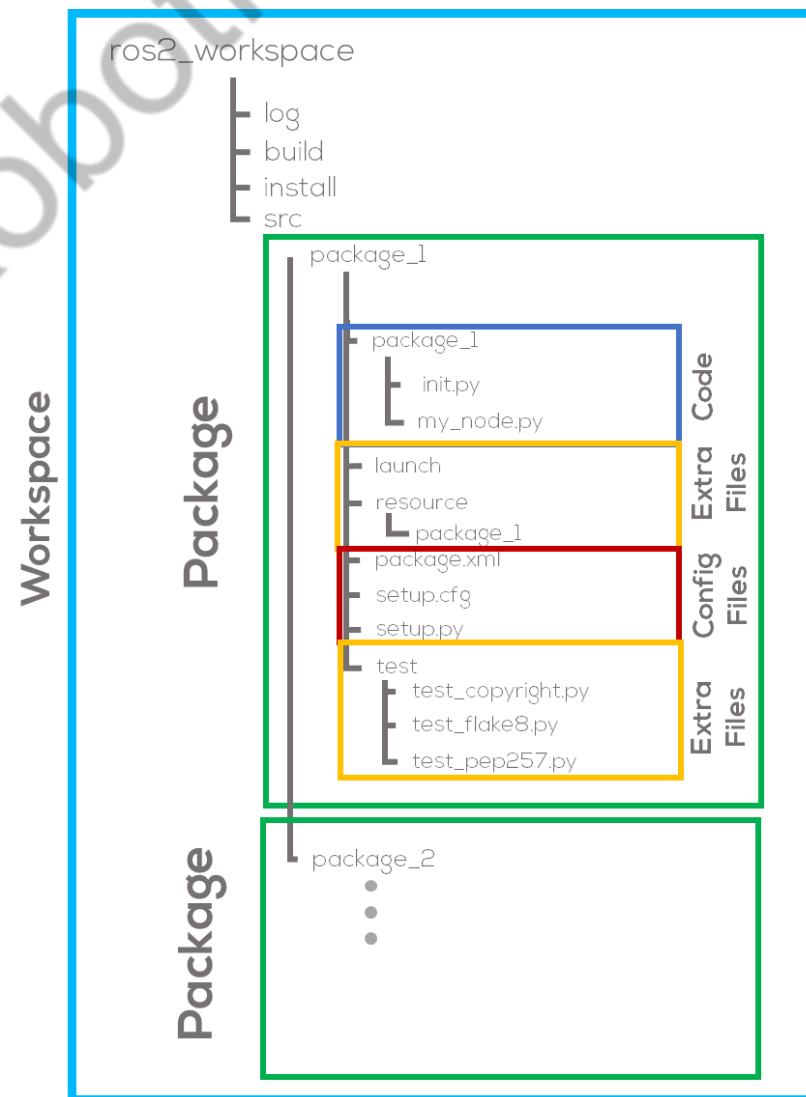 ros2_workspace
log
build
install
src
package_1
package_1
init.py
my_node.py
launch
resource
package_1
package.xml
setup.cfg
setup.py
test
test_copyright.py
test_flake8.py
test_pep257.py
package_2
Workspace
Package
Package
Code
Extra
Files
Config
Files
Extra
Files